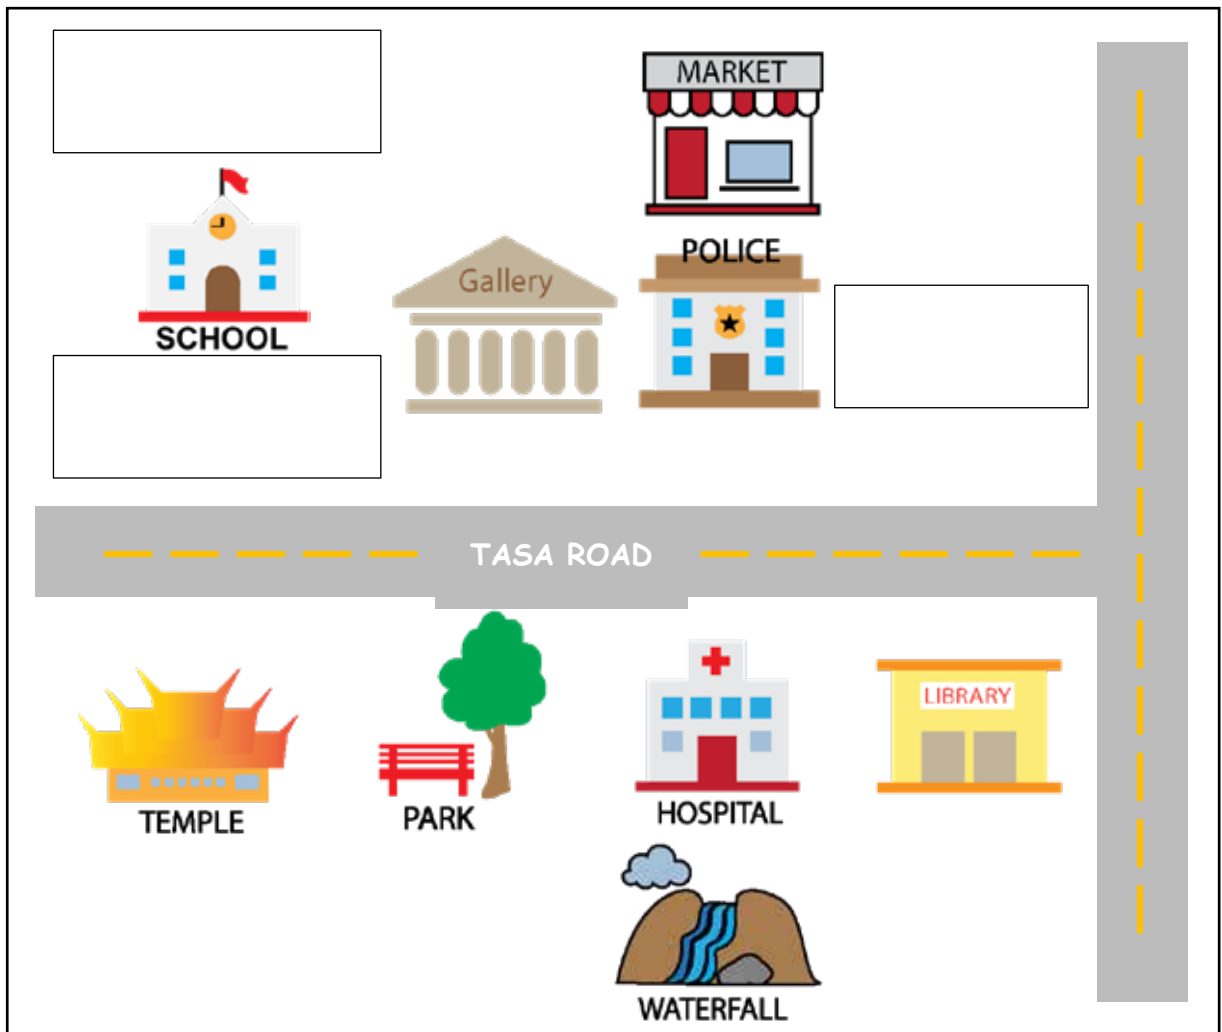 MARKET
POLICE
Gallery
SCHOOL
TASA ROAD
LIBRARY
TEMPLE
PARK
HOSPITAL
WATERFALL